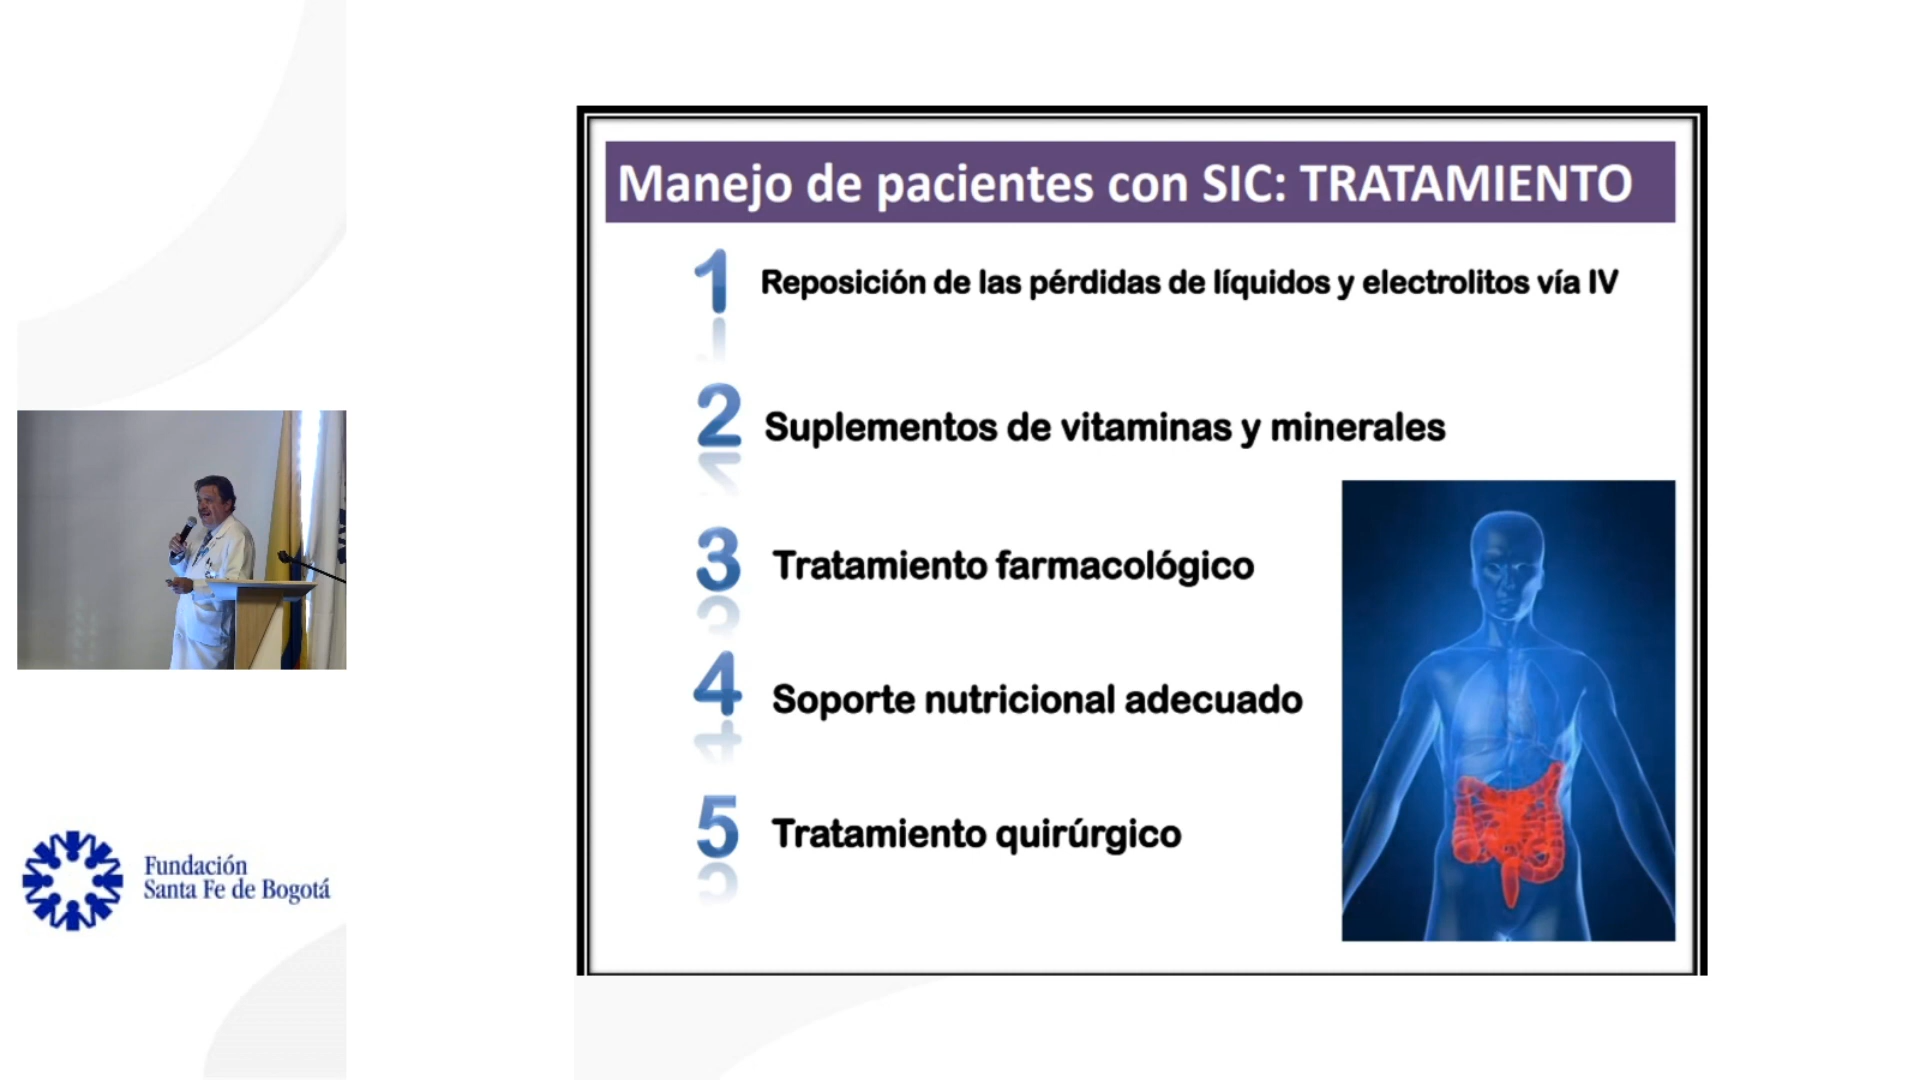 Manejo de pacientes con SIC: TRATAMIENTO
1 Reposición de las pérdidas de líquidos y electrolitos vía IV
2 Suplementos de vitaminas y minerales
3 Tratamiento farmacológico
4 Soporte nutricional adecuado
5 Tratamiento quirúrgico
Fundación
Santa Fe de Bogotá